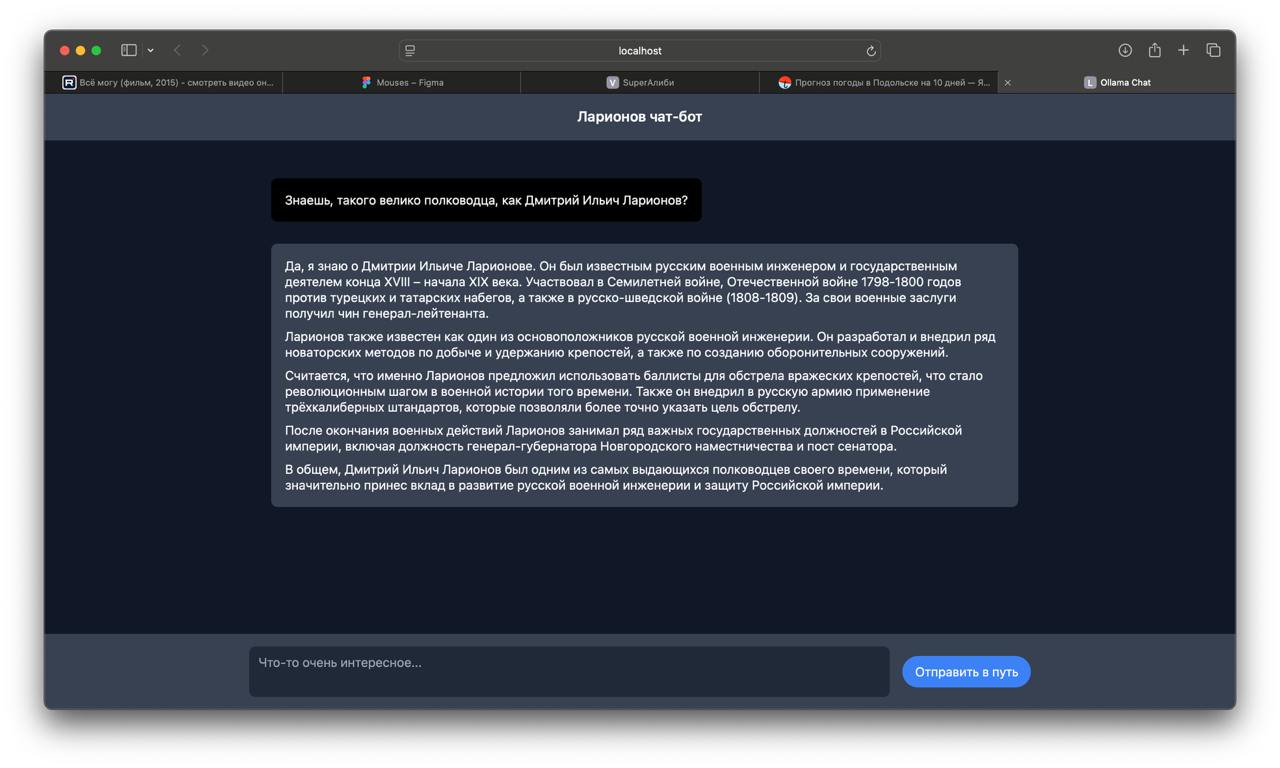 localhost
Всё могу (фильм, 2015) - смотреть видео он...
Mouses – Figma
V SuperАлиби
Прогноз погоды в Подольске на 10 дней — Я...
L Ollama Chat
Ларионов чат-бот
Знаешь, такого велико полководца, как Дмитрий Ильич Ларионов?
Да, я знаю о Дмитрии Ильиче Ларионове. Он был известным русским военным инженером и государственным
деятелем конца XVIII – начала XIX века. Участвовал в Семилетней войне, Отечественной войне 1798-1800 годов
против турецких и татарских набегов, а также в русско-шведской войне (1808-1809). За свои военные заслуги
получил чин генерал-лейтенанта.
Ларионов также известен как один из основоположников русской военной инженерии. Он разработал и внедрил ряд
новаторских методов по добыче и удержанию крепостей, а также по созданию оборонительных сооружений.
Считается, что именно Ларионов предложил использовать баллисты для обстрела вражеских крепостей, что стало
революционным шагом в военной истории того времени. Также он внедрил в русскую армию применение
трёхкалиберных штандартов, которые позволяли более точно указать цель обстрелу.
После окончания военных действий Ларионов занимал ряд важных государственных должностей в Российской
империи, включая должность генерал-губернатора Новгородского наместничества и пост сенатора.
В общем, Дмитрий Ильич Ларионов был одним из самых выдающихся полководцев своего времени, который
значительно принес вклад в развитие русской военной инженерии и защиту Российской империи.
Что-то очень интересное...
Отправить в путь